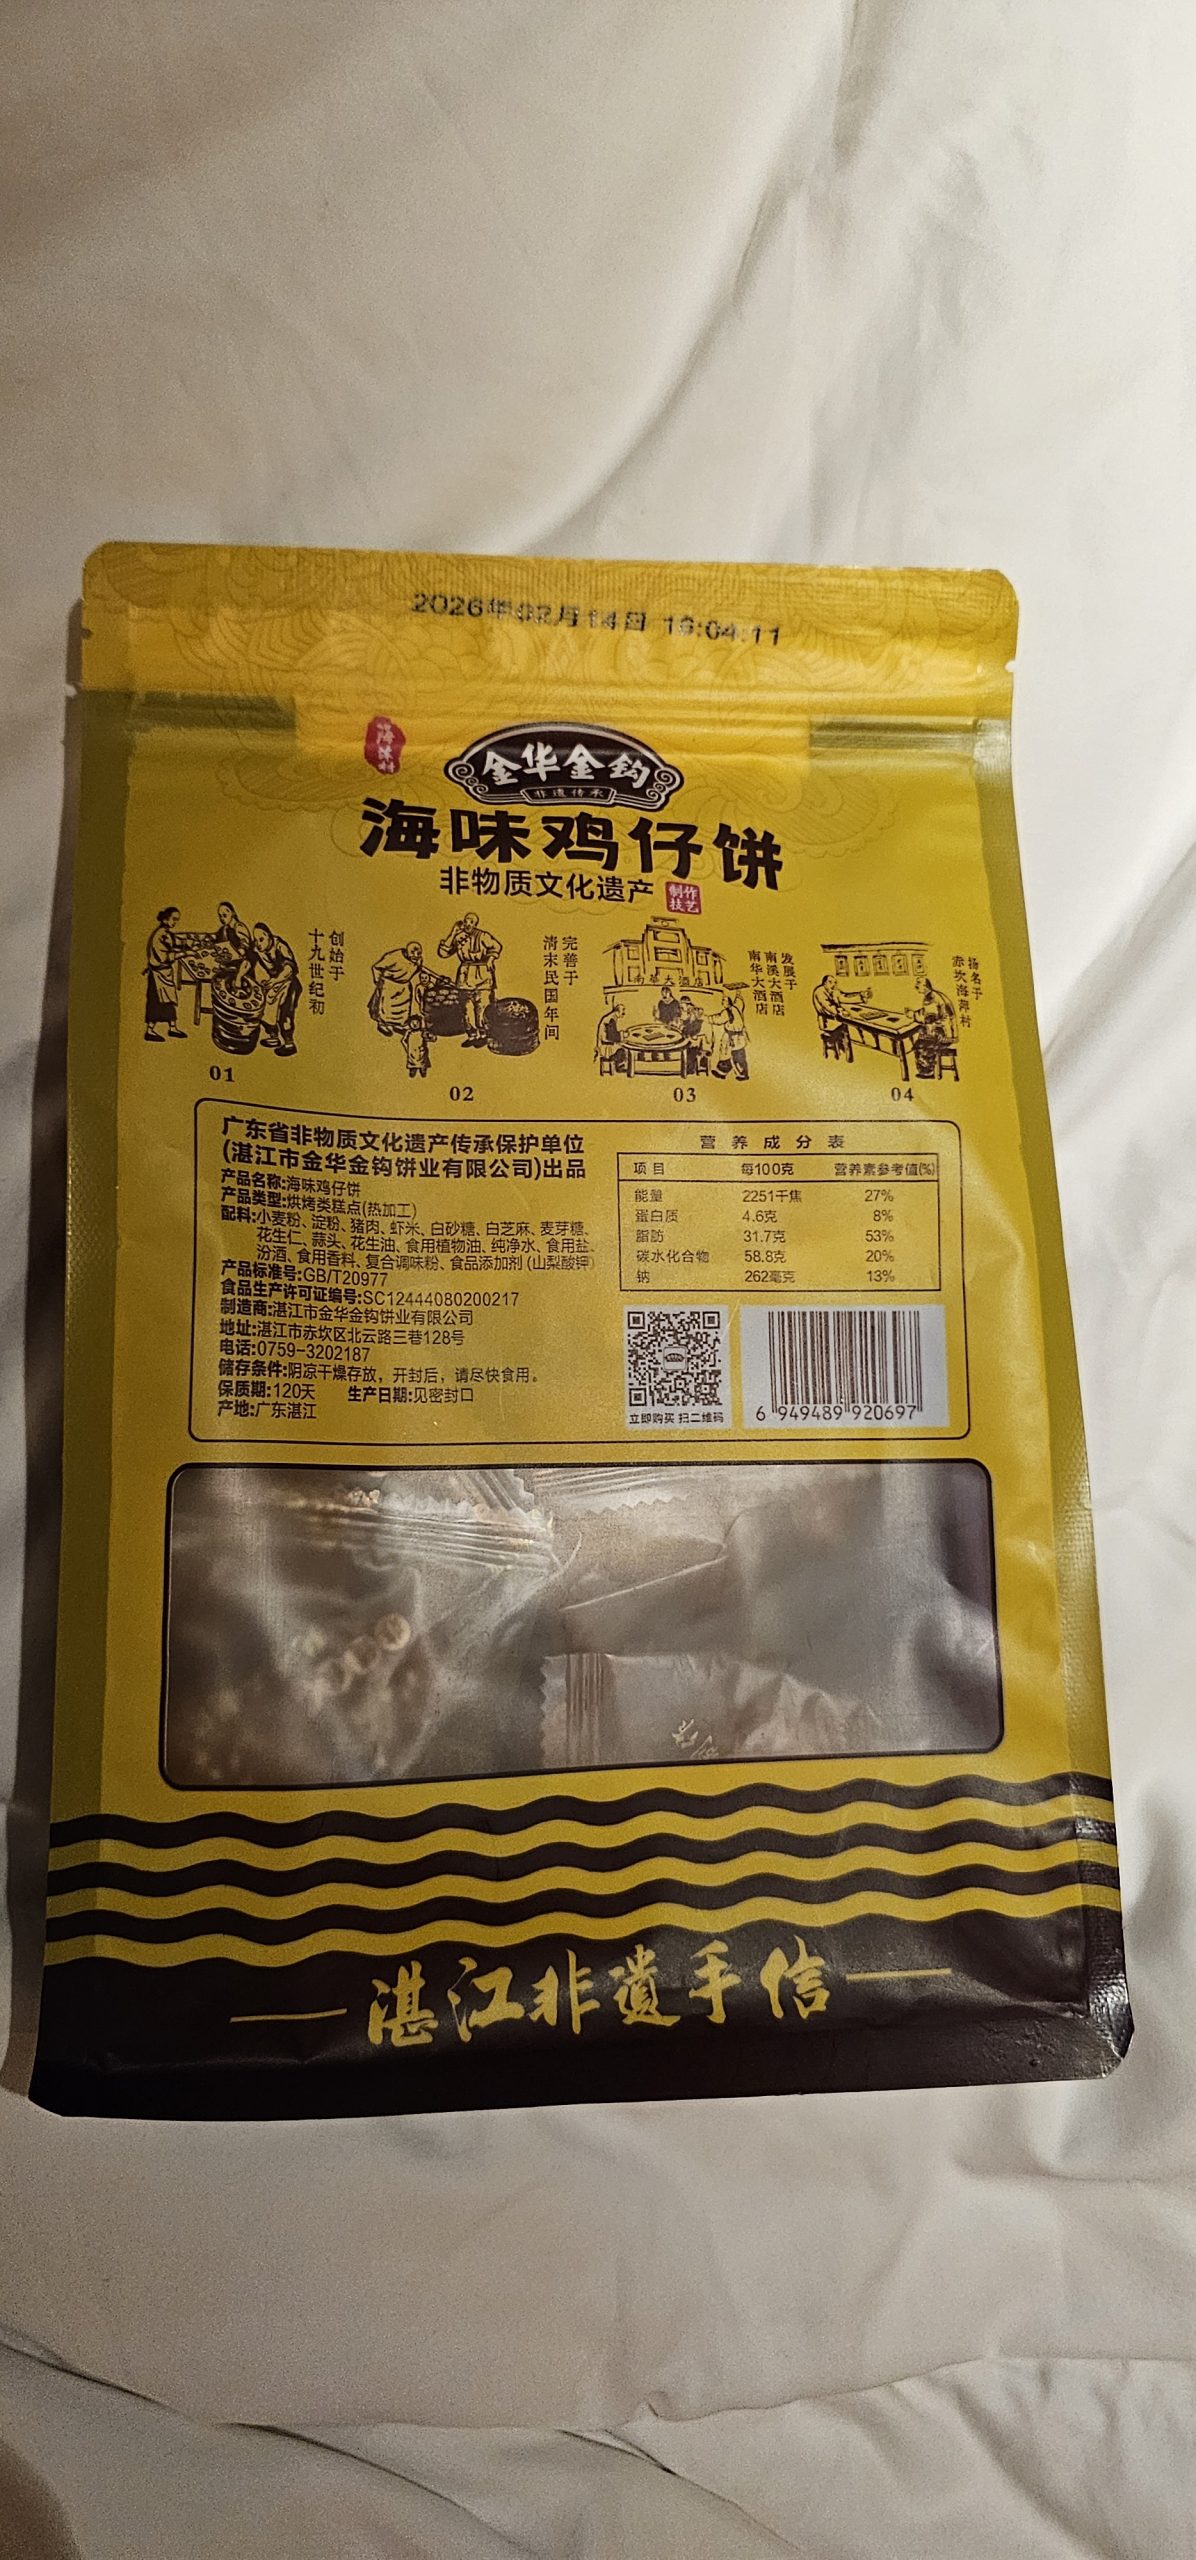 2026年02月14日 16:04:11
海味村
金华金钩
非遗传承
海味鸡仔饼
非物质文化遗产
制作
技艺
创始于
十九世纪初
01
完善于
清末民国年间
02
南华大酒店
发展于
南溪大酒店
南华大酒店
03
扬名于
赤坎海滩村
04
广东省非物质文化遗产传承保护单位
(湛江市金华金钩饼业有限公司)出品
产品名称:海味鸡仔饼
产品类型:烘烤类糕点(热加工)
配料:小麦粉、淀粉、猪肉、虾米、白砂糖、白芝麻、麦芽糖、
花生仁、蒜头、花生油、食用植物油、纯净水、食用盐、
汾酒、食用香料、复合调味粉、食品添加剂(山梨酸钾)
产品标准号:GB/T20977
食品生产许可证编号:SC12444080200217
制造商:湛江市金华金钩饼业有限公司
地址:湛江市赤坎区北云路三巷128号
电话:0759-3202187
储存条件:阴凉干燥存放，开封后，请尽快食用。
保质期:120天 生产日期:见密封口
产地:广东湛江
营养成分表
项目 每100克 营养素参考值(%)
能量 2251千焦 27%
蛋白质 4.6克 8%
脂肪 31.7克 53%
碳水化合物 58.8克 20%
钠 262毫克 13%
立即购买 扫二维码
6 949489 920697
湛江非遗手信